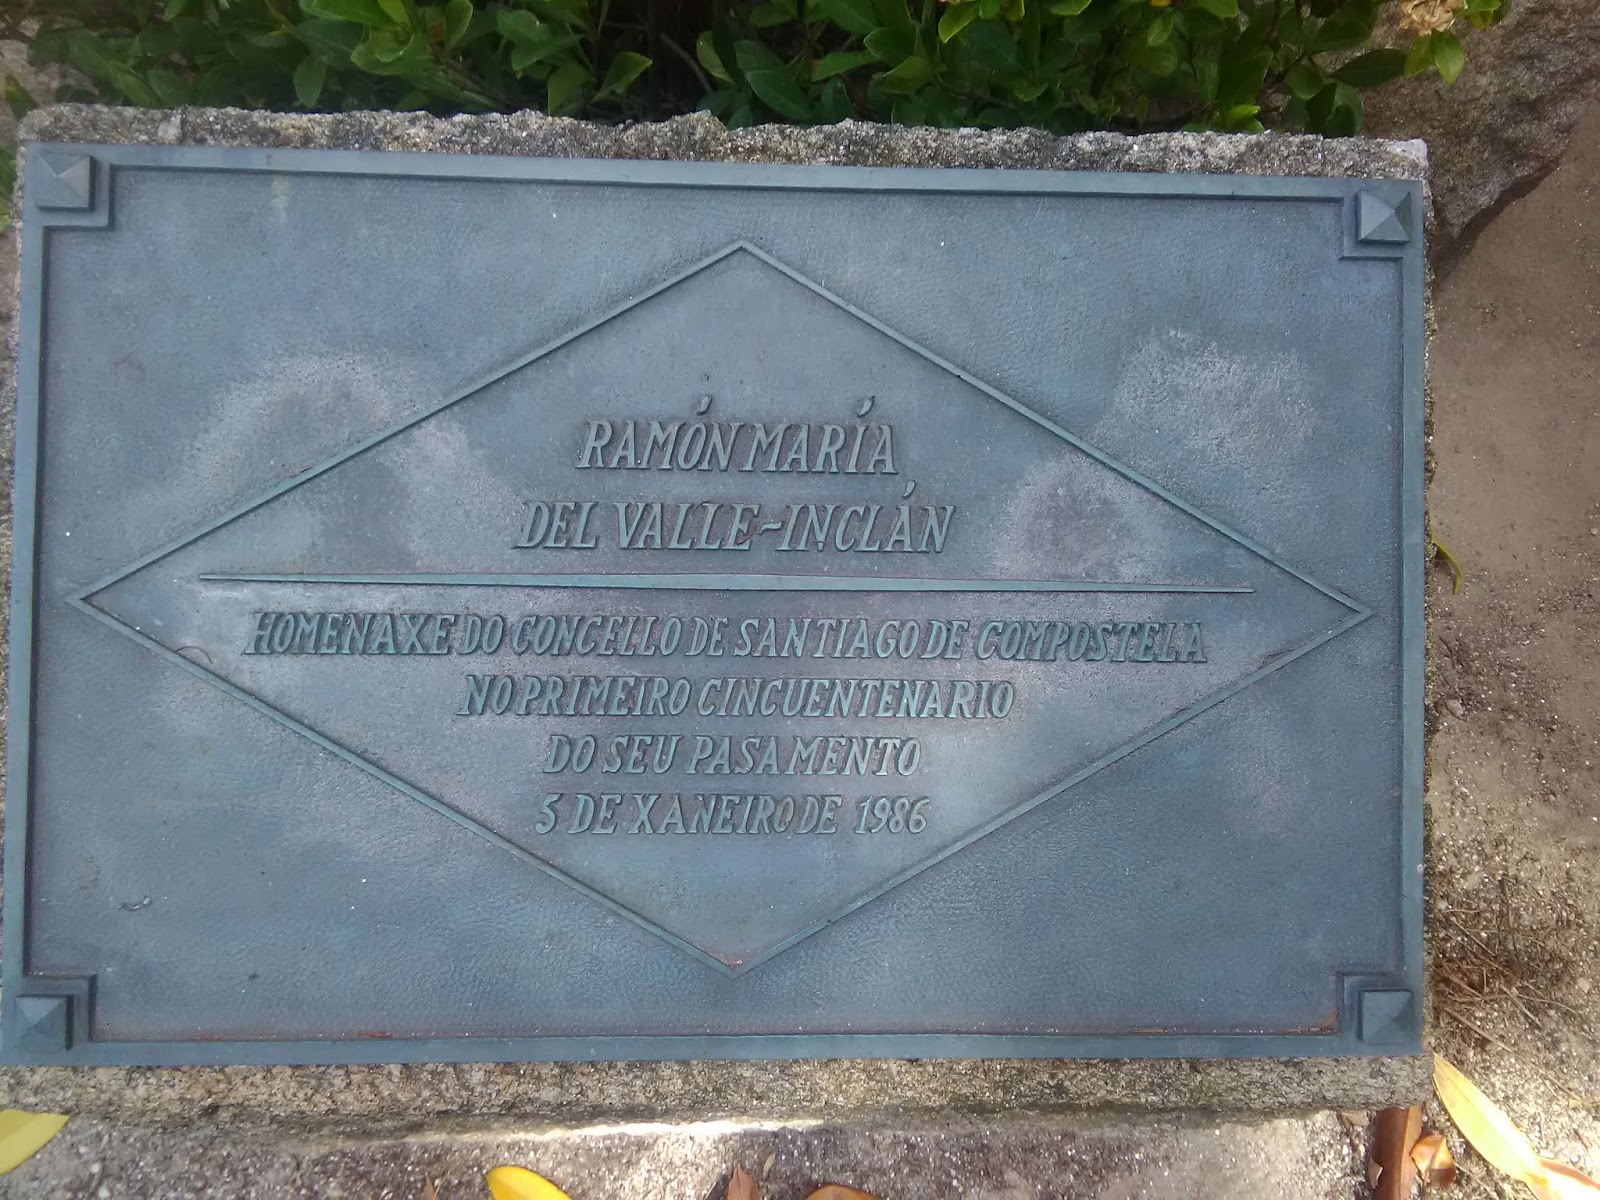 RAMÓN MARÍA
DEL VALLE-INCLÁN
HOMENAXE DO CONCELLO DE SANTIAGO DE COMPOSTELA
NO PRIMEIRO CINCUENTENARIO
DO SEU PASAMENTO
5 DE XANEIRO DE 1986